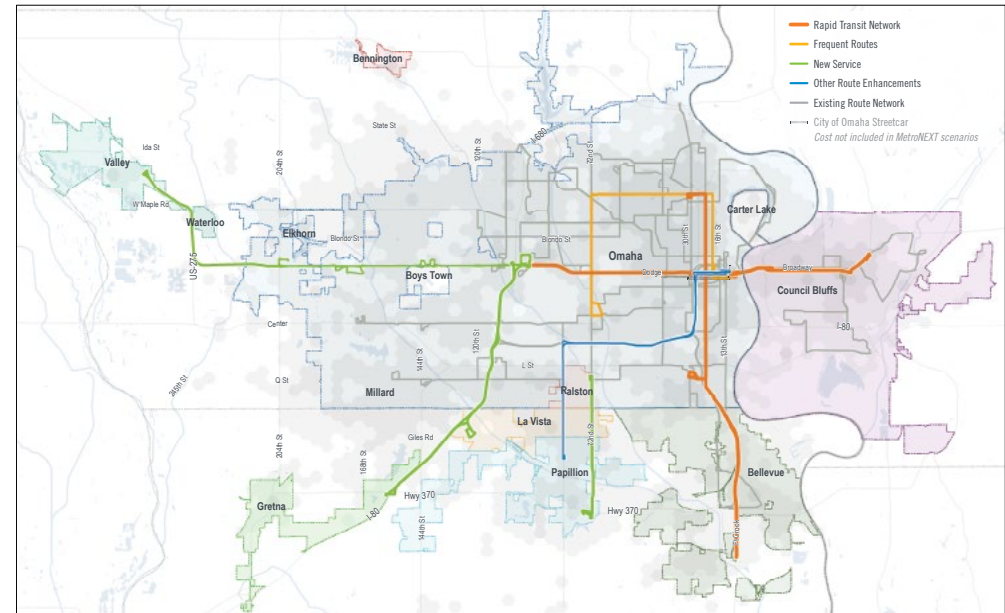 Rapid Transit Network
Frequent Routes
New Service
Other Route Enhancements
Existing Route Network
City of Omaha Streetcar
Cost not included in MetroNEXT scenarios
Bennington
State St
I-680
72nd St
120th St
204th St
Ida St
Valley
W Maple Rd
Waterloo
Elkhorn
Blondo St
Blondo St
Omaha
30th St
16th St
Carter Lake
US-275
Boys Town
Dodge
Broadway
Council Bluffs
I-80
Center
144th St
120th St
13th St
L St
245th St
Q St
Millard
Ralston
La Vista
72nd St
Giles Rd
204th St
168th St
Papillion
Bellevue
Hwy 370
Hwy 370
Gretna
I-80
144th St